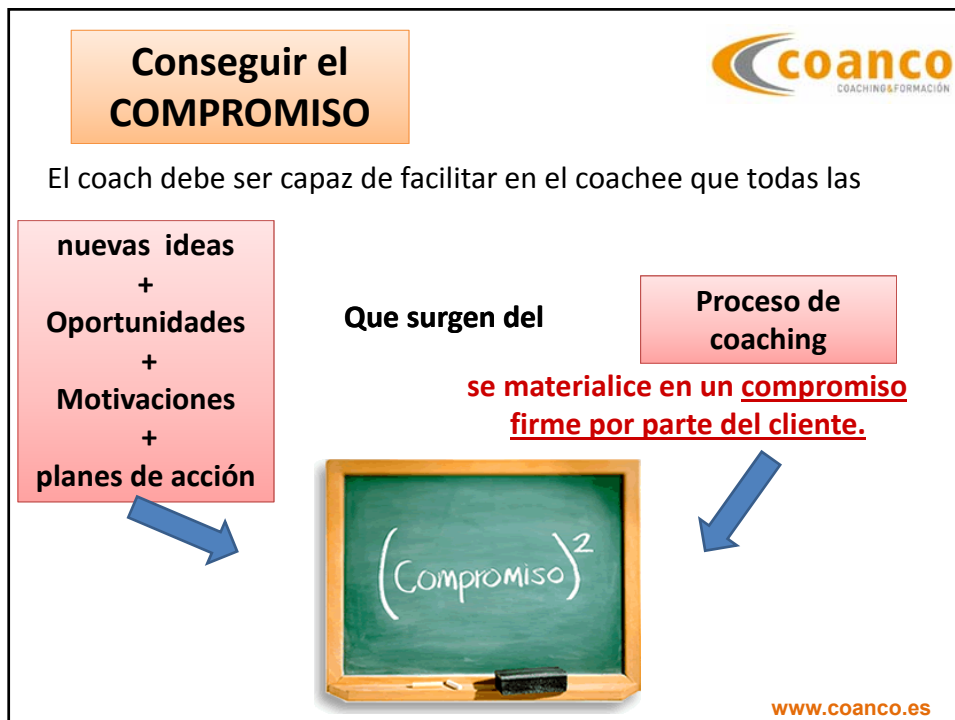 Conseguir el
COMPROMISO
coanco
COACHING&FORMACIÓN
El coach debe ser capaz de facilitar en el coachee que todas las
nuevas ideas
+
Oportunidades
+
Motivaciones
+
planes de acción
Que surgen del
Proceso de
coaching
se materialice en un compromiso
firme por parte del cliente.
(Compromiso)²
www.coanco.es